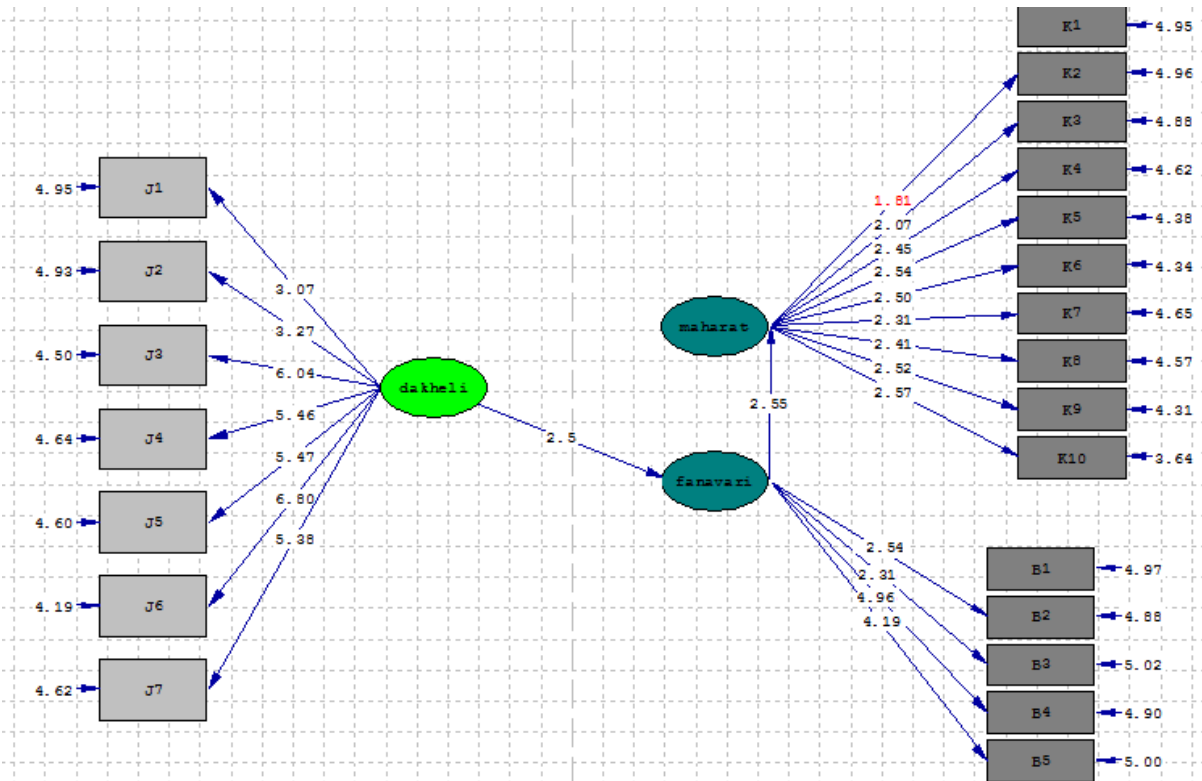 K1
4.95
K2
4.96
K3
4.88
K4
4.62
K5
4.38
K6
4.34
K7
4.65
K8
4.57
K9
4.31
K10
3.64
1.81
2.07
2.45
2.54
2.50
2.31
2.41
2.52
2.57
maharat
2.55
fanavari
dakheli
2.5
4.95
J1
4.93
J2
4.50
J3
4.64
J4
4.60
J5
4.19
J6
4.62
J7
3.07
3.27
6.04
5.46
5.47
6.80
5.38
2.54
2.31
4.96
4.19
B1
4.97
B2
4.88
B3
5.02
B4
4.90
B5
5.00